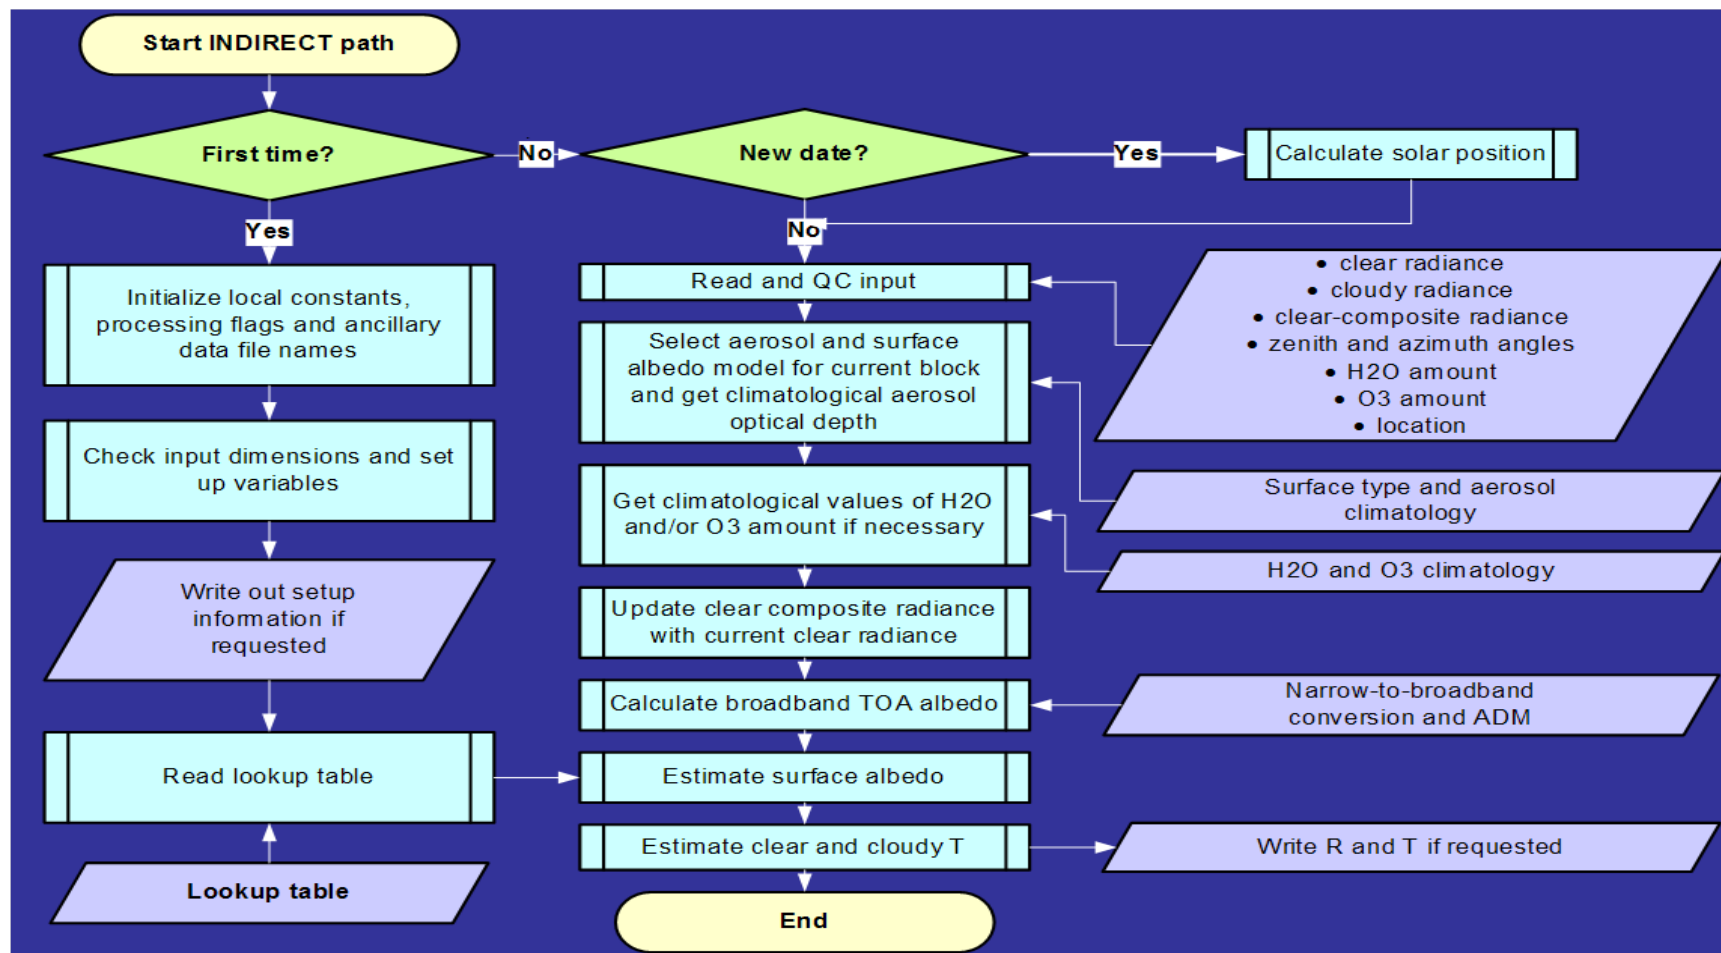 Start INDIRECT path
First time?
No
New date?
Yes
Calculate solar position
Yes
No
Initialize local constants,
processing flags and ancillary
data file names
Check input dimensions and set
up variables
Write out setup
information if
requested
Read lookup table
Lookup table
Read and QC input
Select aerosol and surface
albedo model for current block
and get climatological aerosol
optical depth
Get climatological values of H2O
and/or O3 amount if necessary
Update clear composite radiance
with current clear radiance
Calculate broadband TOA albedo
Estimate surface albedo
Estimate clear and cloudy T
End
• clear radiance
• cloudy radiance
• clear-composite radiance
• zenith and azimuth angles
• H2O amount
• O3 amount
• location
Surface type and aerosol
climatology
H2O and O3 climatology
Narrow-to-broadband
conversion and ADM
Write R and T if requested